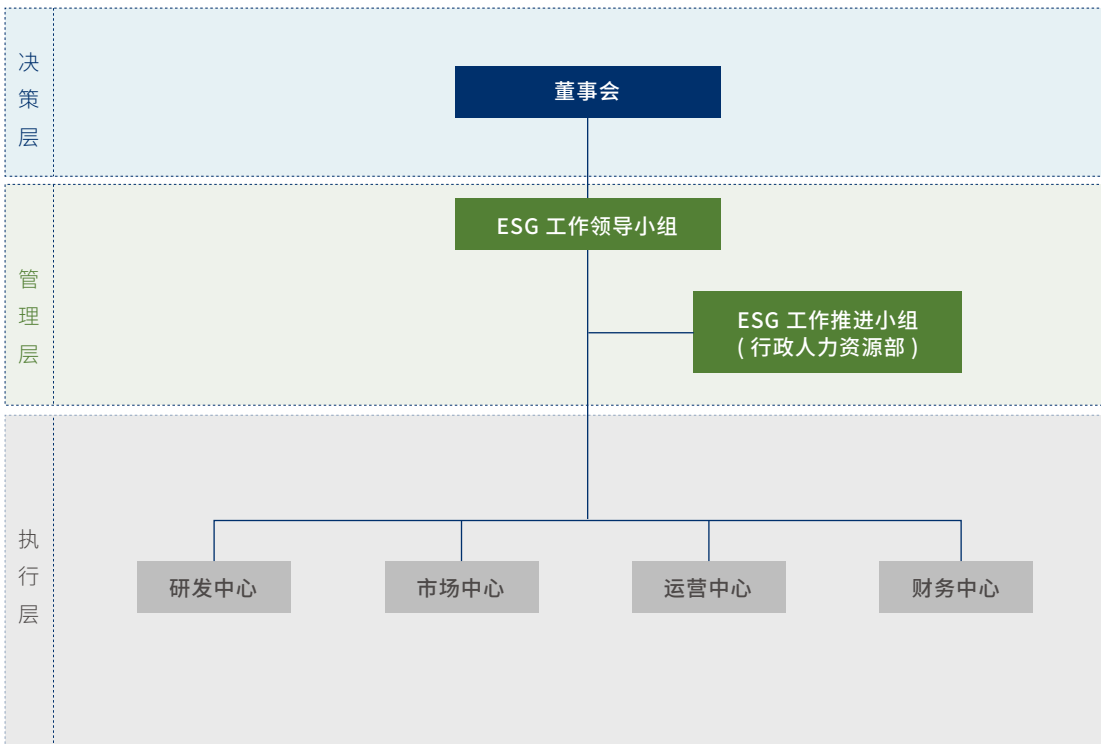 决策层
董事会
管理层
ESG 工作领导小组
ESG 工作推进小组
( 行政人力资源部 )
执行层
研发中心
市场中心
运营中心
财务中心